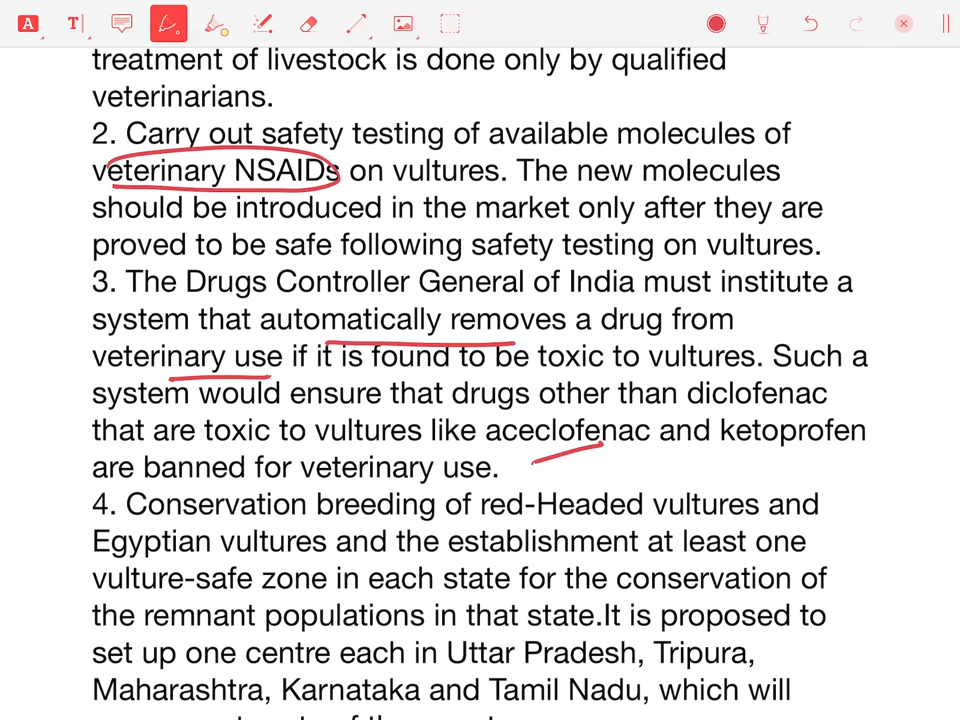 A T
treatment of livestock is done only by qualified
veterinarians.
2. Carry out safety testing of available molecules of
veterinary NSAIDs on vultures. The new molecules
should be introduced in the market only after they are
proved to be safe following safety testing on vultures.
3. The Drugs Controller General of India must institute a
system that automatically removes a drug from
veterinary use if it is found to be toxic to vultures. Such a
system would ensure that drugs other than diclofenac
that are toxic to vultures like aceclofenac and ketoprofen
are banned for veterinary use.
4. Conservation breeding of red-Headed vultures and
Egyptian vultures and the establishment at least one
vulture-safe zone in each state for the conservation of
the remnant populations in that state.It is proposed to
set up one centre each in Uttar Pradesh, Tripura,
Maharashtra, Karnataka and Tamil Nadu, which will